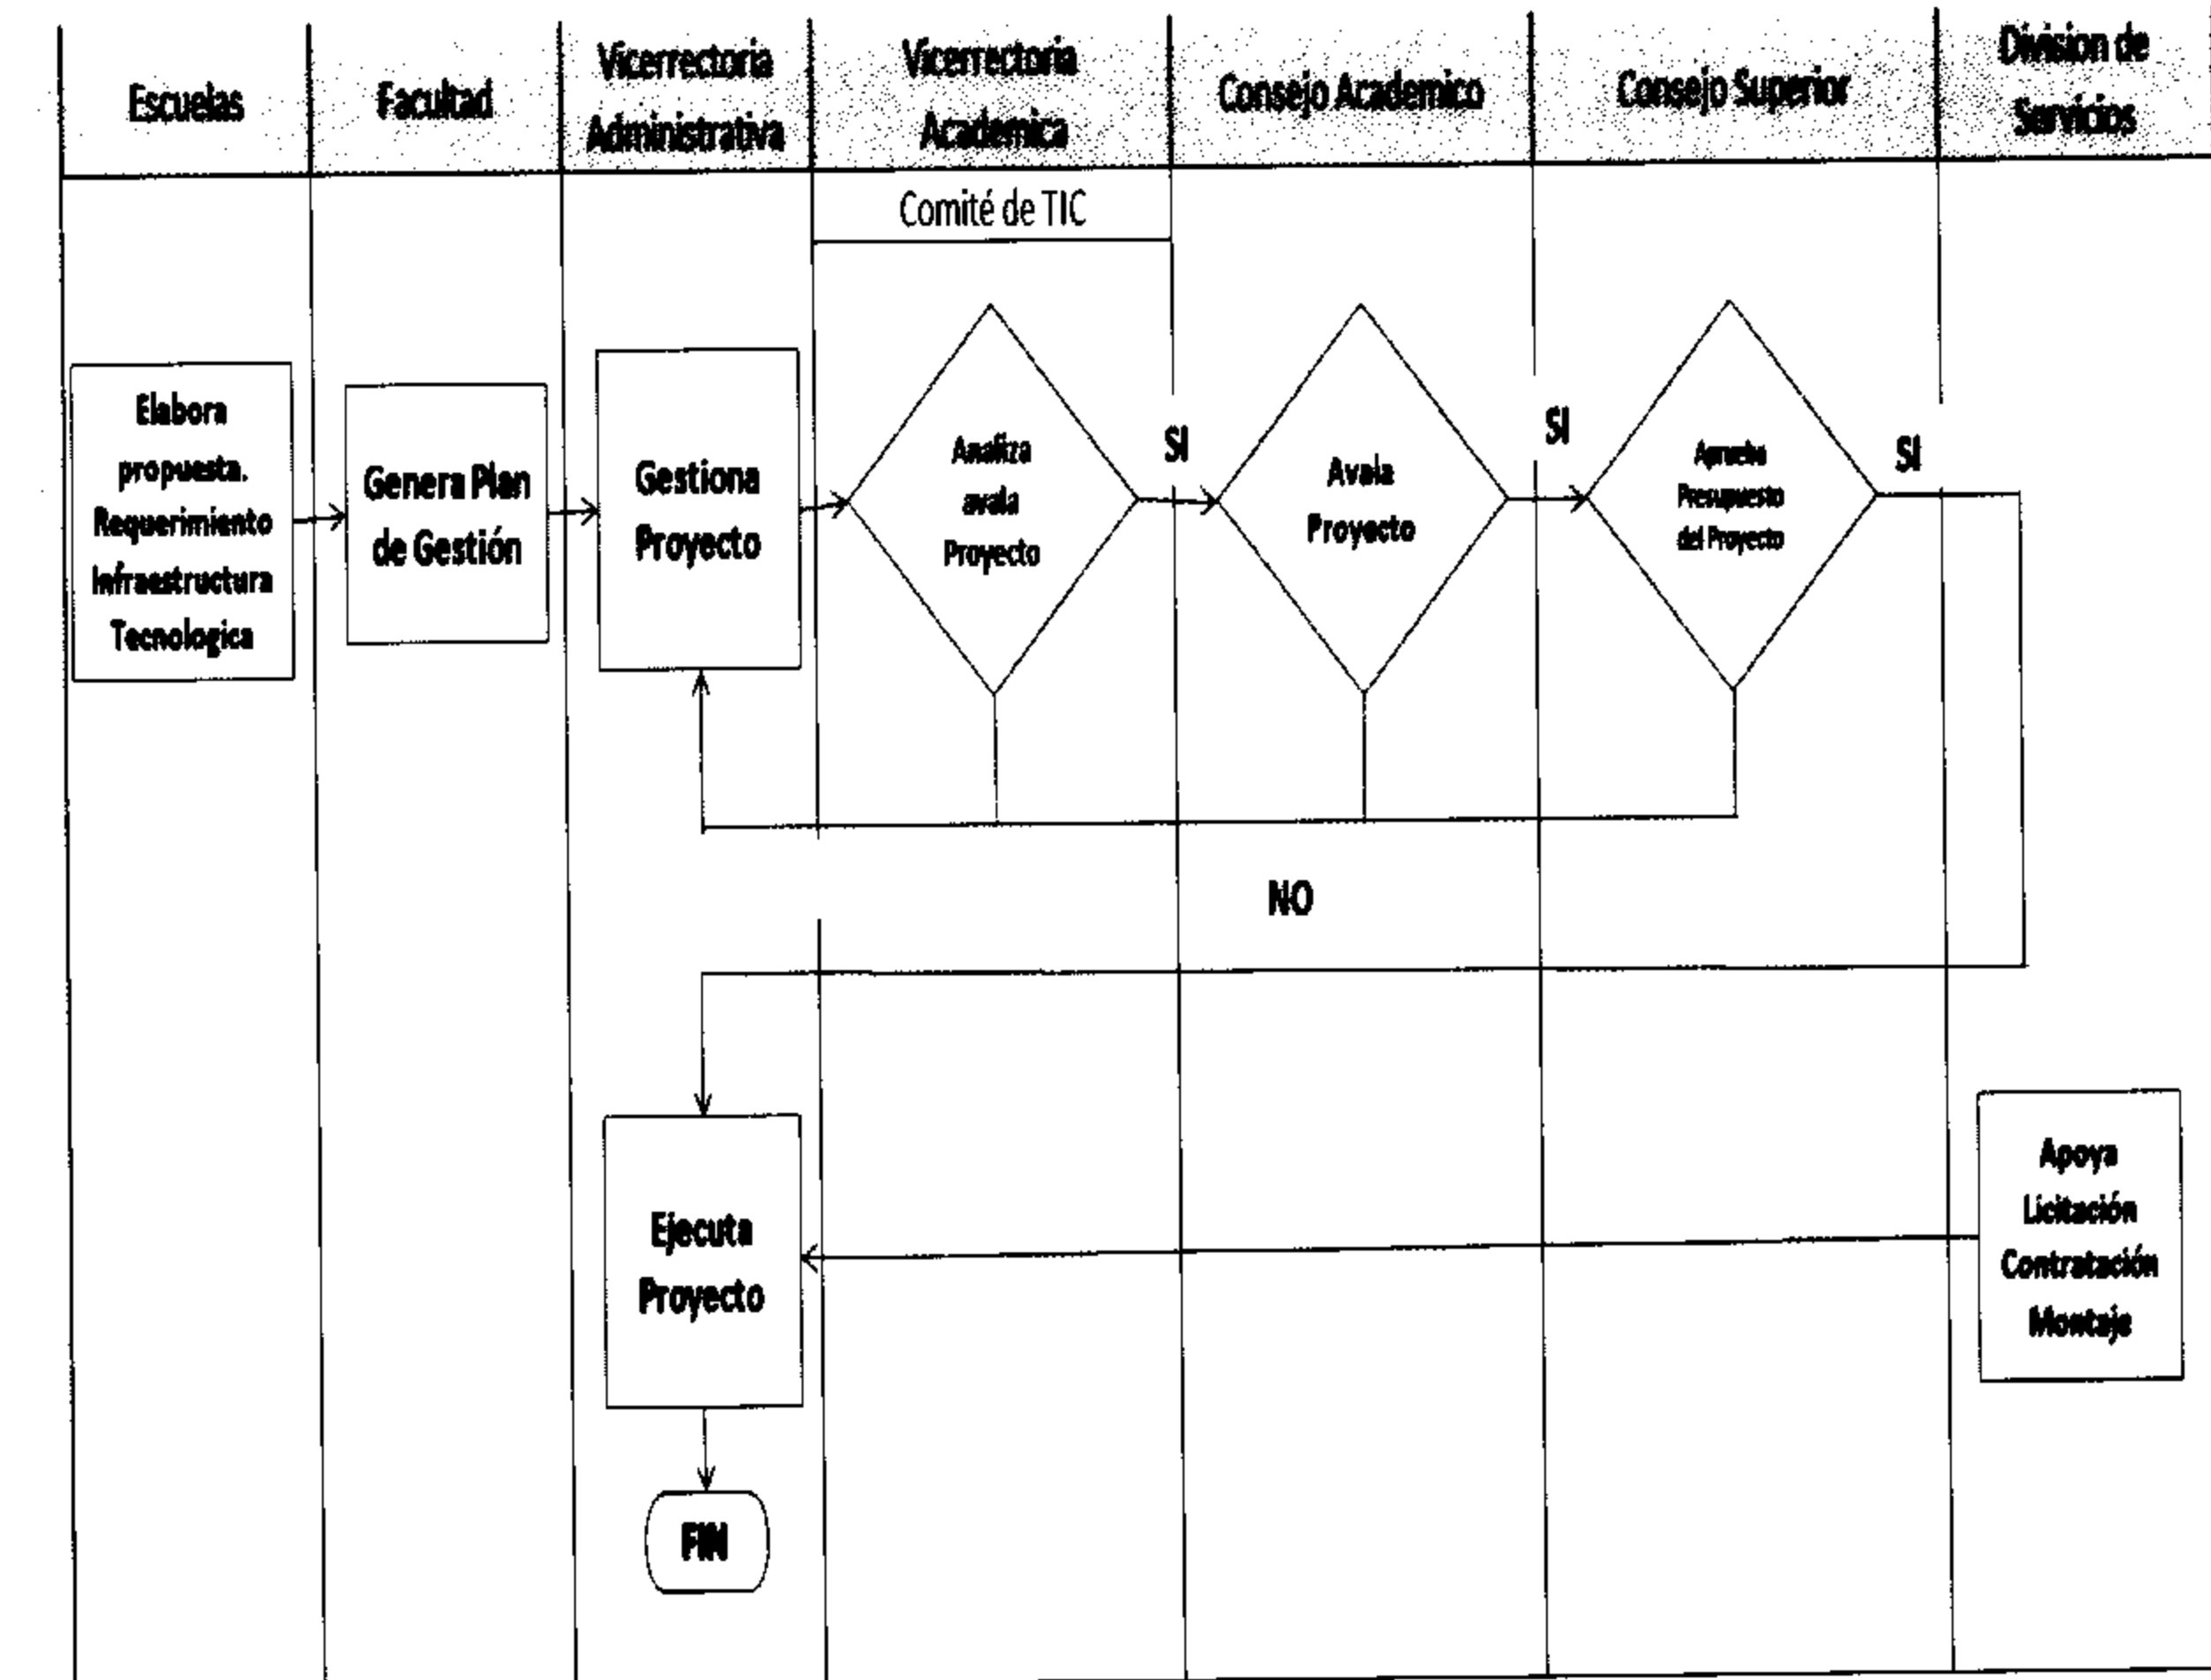 Escuelas
Facultad
Vicerrectoria
Administrativa
Vicerrectoria
Academica
Consejo Academico
Consejo Superior
Division de
Servicios
Comité de TIC
Elabora
propuesta.
Requerimiento
Infraestructura
Tecnologica
Genera Plan
de Gestión
Gestiona
Proyecto
Analiza
avala
Proyecto
SI
Avala
Proyecto
SI
Aprueba
Presupuesto
del Proyecto
SI
NO
Ejecuta
Proyecto
Apoya
Licitación
Contratación
Montaje
FIN